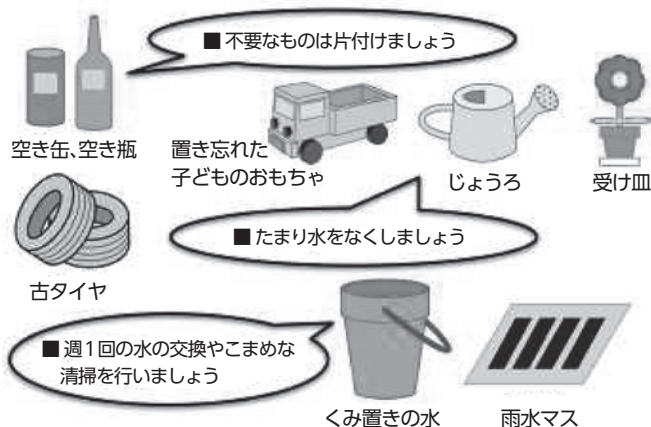 ■ 不要なものは片付けましょう
空き缶、空き瓶
置き忘れた
子どものおもちゃ
じょうろ
受け皿
■ たまり水をなくしましょう
古タイヤ
■ 週1回の水の交換やこまめな
清掃を行いましょう
くみ置きの水
雨水マス